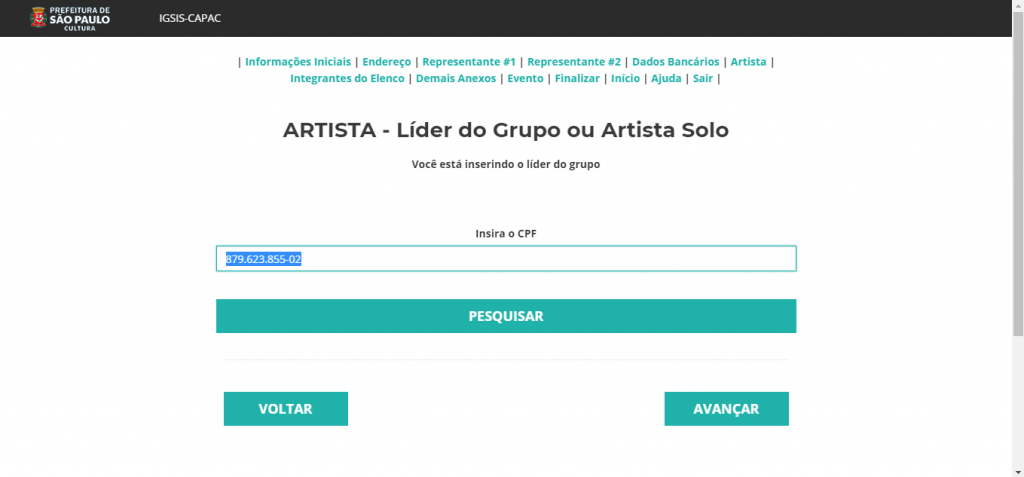 PREFEITURA DE
SÃO PAULO
CULTURA
IGSIS-CAPAC
| Informações Iniciais | Endereço | Representante #1 | Representante #2 | Dados Bancários | Artista |
Integrantes do Elenco | Demais Anexos | Evento | Finalizar | Início | Ajuda | Sair |
ARTISTA - Líder do Grupo ou Artista Solo
Você está inserindo o líder do grupo
Insira o CPF
879.623.855-02
PESQUISAR
VOLTAR
AVANÇAR